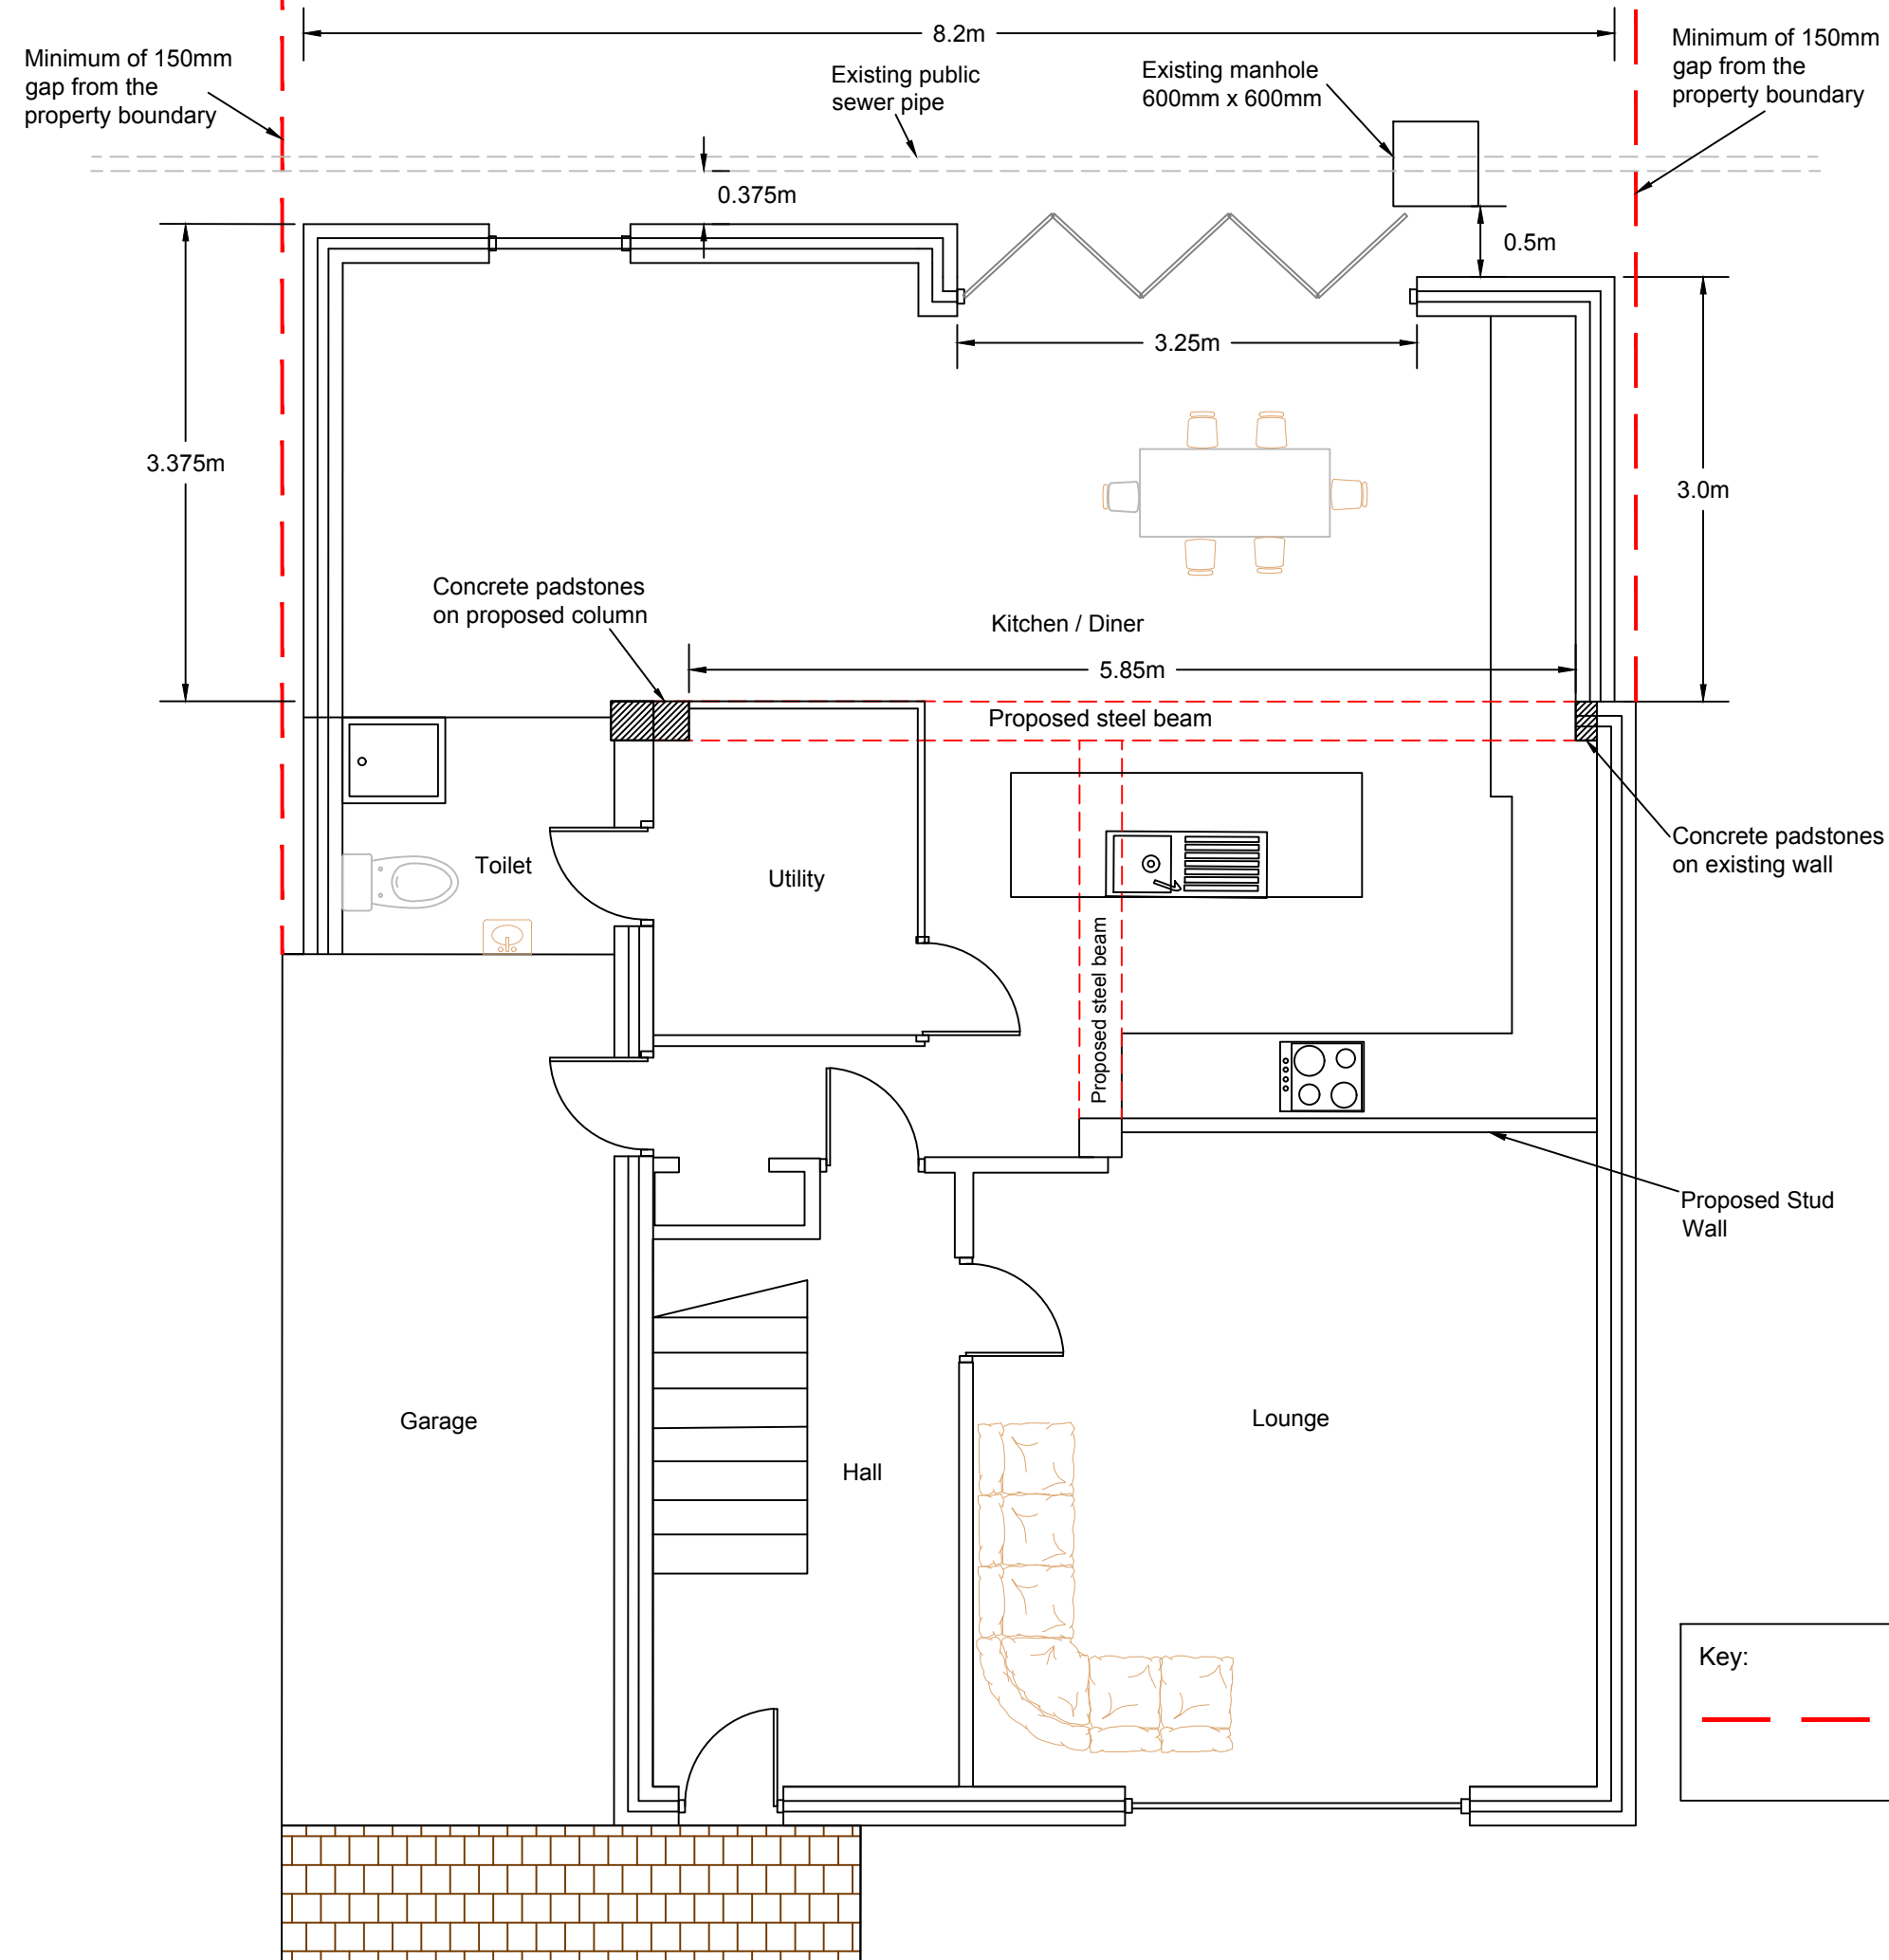 8.2m
Minimum of 150mm
gap from the
property boundary
Existing public
sewer pipe
Existing manhole
600mm x 600mm
Minimum of 150mm
gap from the
property boundary
0.375m
0.5m
3.25m
3.375m
3.0m
Concrete padstones
on proposed column
Kitchen / Diner
5.85m
Proposed steel beam
Concrete padstones
on existing wall
Toilet
Utility
Proposed steel beam
Proposed Stud
Wall
Garage
Hall
Lounge
Key: